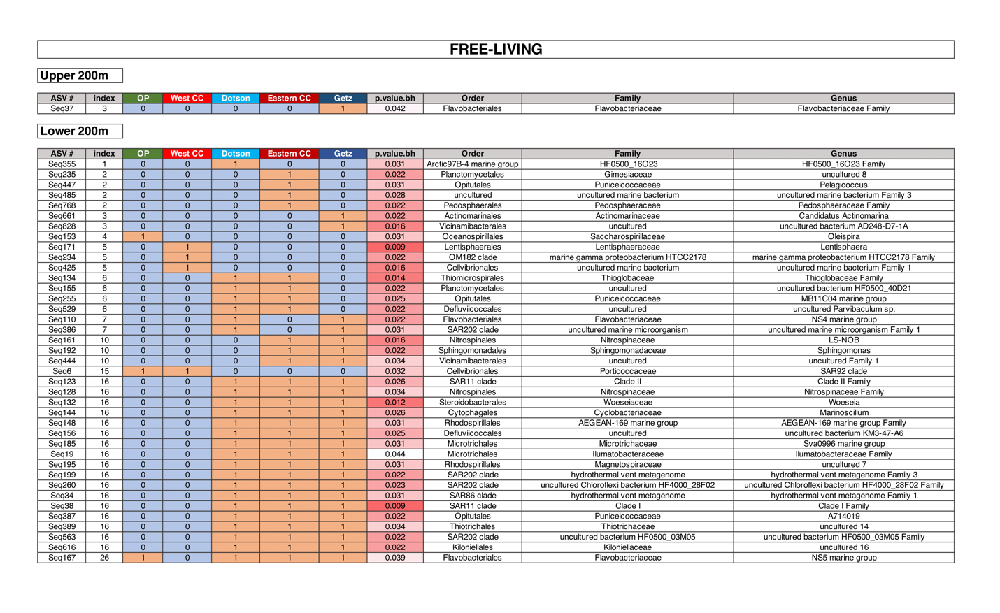 FREE-LIVING
Upper 200m
ASV # index OP West CC Dotson Eastern CC Getz p.value.bh Order Family Genus
Seq37 3 0 0 0 0 1 0.042 Flavobacteriales Flavobacteriaceae Flavobacteriaceae Family
Lower 200m
ASV # index OP West CC Dotson Eastern CC Getz p.value.bh Order Family Genus
Seq355 1 0 0 1 0 0 0.031 Arctic97B-4 marine group HF0500_16O23 HF0500_16O23 Family
Seq235 2 0 0 0 1 0 0.022 Planctomycetales Gimesiaceae uncultured 8
Seq447 2 0 0 0 1 0 0.031 Opitutales Puniceicoccaceae Pelagicoccus
Seq485 2 0 0 0 1 0 0.028 uncultured uncultured marine bacterium uncultured marine bacterium Family 3
Seq768 2 0 0 0 1 0 0.022 Pedosphaerales Pedosphaeraceae Pedosphaeraceae Family
Seq661 3 0 0 0 0 1 0.022 Actinomarinales Actinomarinaceae Candidatus Actinomarina
Seq828 3 0 0 0 0 1 0.016 Vicinamibacterales uncultured uncultured bacterium AD248-D7-1A
Seq153 4 1 0 0 0 0 0.031 Oceanospirillales Saccharospirillaceae Oleispira
Seq171 5 0 1 0 0 0 0.009 Lentisphaerales Lentisphaeraceae Lentisphaera
Seq234 5 0 1 0 0 0 0.022 OM182 clade marine gamma proteobacterium HTCC2178 marine gamma proteobacterium HTCC2178 Family
Seq425 5 0 1 0 0 0 0.016 Cellvibrionales uncultured marine bacterium uncultured marine bacterium Family 1
Seq134 6 0 0 1 1 0 0.014 Thiomicrospirales Thioglobaceae Thioglobaceae Family
Seq155 6 0 0 1 1 0 0.022 Planctomycetales uncultured uncultured bacterium HF0500_40D21
Seq255 6 0 0 1 1 0 0.025 Opitutales Puniceicoccaceae MB11C04 marine group
Seq529 6 0 0 1 1 0 0.022 Defluviicoccales uncultured uncultured Parvibaculum sp.
Seq110 7 0 0 1 0 1 0.022 Flavobacteriales Flavobacteriaceae NS4 marine group
Seq386 7 0 0 1 0 1 0.031 SAR202 clade uncultured marine microorganism uncultured marine microorganism Family 1
Seq161 10 0 0 0 1 1 0.016 Nitrospinales Nitrospinaceae LS-NOB
Seq192 10 0 0 0 1 1 0.022 Sphingomonadales Sphingomonadaceae Sphingomonas
Seq444 10 0 0 0 1 1 0.034 Vicinamibacterales uncultured uncultured Family 1
Seq6 15 1 1 0 0 0 0.032 Cellvibrionales Porticoccaceae SAR92 clade
Seq123 16 0 0 1 1 1 0.026 SAR11 clade Clade II Clade II Family
Seq128 16 0 0 1 1 1 0.034 Nitrospinales Nitrospinaceae Nitrospinaceae Family
Seq132 16 0 0 1 1 1 0.012 Steroidobacterales Woeseiaceae Woeseia
Seq144 16 0 0 1 1 1 0.026 Cytophagales Cyclobacteriaceae Marinoscillum
Seq148 16 0 0 1 1 1 0.031 Rhodospirillales AEGEAN-169 marine group AEGEAN-169 marine group Family
Seq156 16 0 0 1 1 1 0.025 Defluviicoccales uncultured uncultured bacterium KM3-47-A6
Seq185 16 0 0 1 1 1 0.031 Microtrichales Microtrichaceae Sva0996 marine group
Seq19 16 0 0 1 1 1 0.044 Microtrichales Ilumatobacteraceae Ilumatobacteraceae Family
Seq195 16 0 0 1 1 1 0.031 Rhodospirillales Magnetospiraceae uncultured 7
Seq199 16 0 0 1 1 1 0.022 SAR202 clade hydrothermal vent metagenome hydrothermal vent metagenome Family 3
Seq260 16 0 0 1 1 1 0.023 SAR202 clade uncultured Chloroflexi bacterium HF4000_28F02 uncultured Chloroflexi bacterium HF4000_28F02 Family
Seq34 16 0 0 1 1 1 0.031 SAR86 clade hydrothermal vent metagenome hydrothermal vent metagenome Family 1
Seq38 16 0 0 1 1 1 0.009 SAR11 clade Clade I Clade I Family
Seq387 16 0 0 1 1 1 0.022 Opitutales Puniceicoccaceae A714019
Seq389 16 0 0 1 1 1 0.034 Thiotrichales Thiotrichaceae uncultured 14
Seq563 16 0 0 1 1 1 0.022 SAR202 clade uncultured bacterium HF0500_03M05 uncultured bacterium HF0500_03M05 Family
Seq616 16 0 0 1 1 1 0.022 Kiloniellales Kiloniellaceae uncultured 16
Seq167 26 1 0 1 1 1 0.039 Flavobacteriales Flavobacteriaceae NS5 marine group